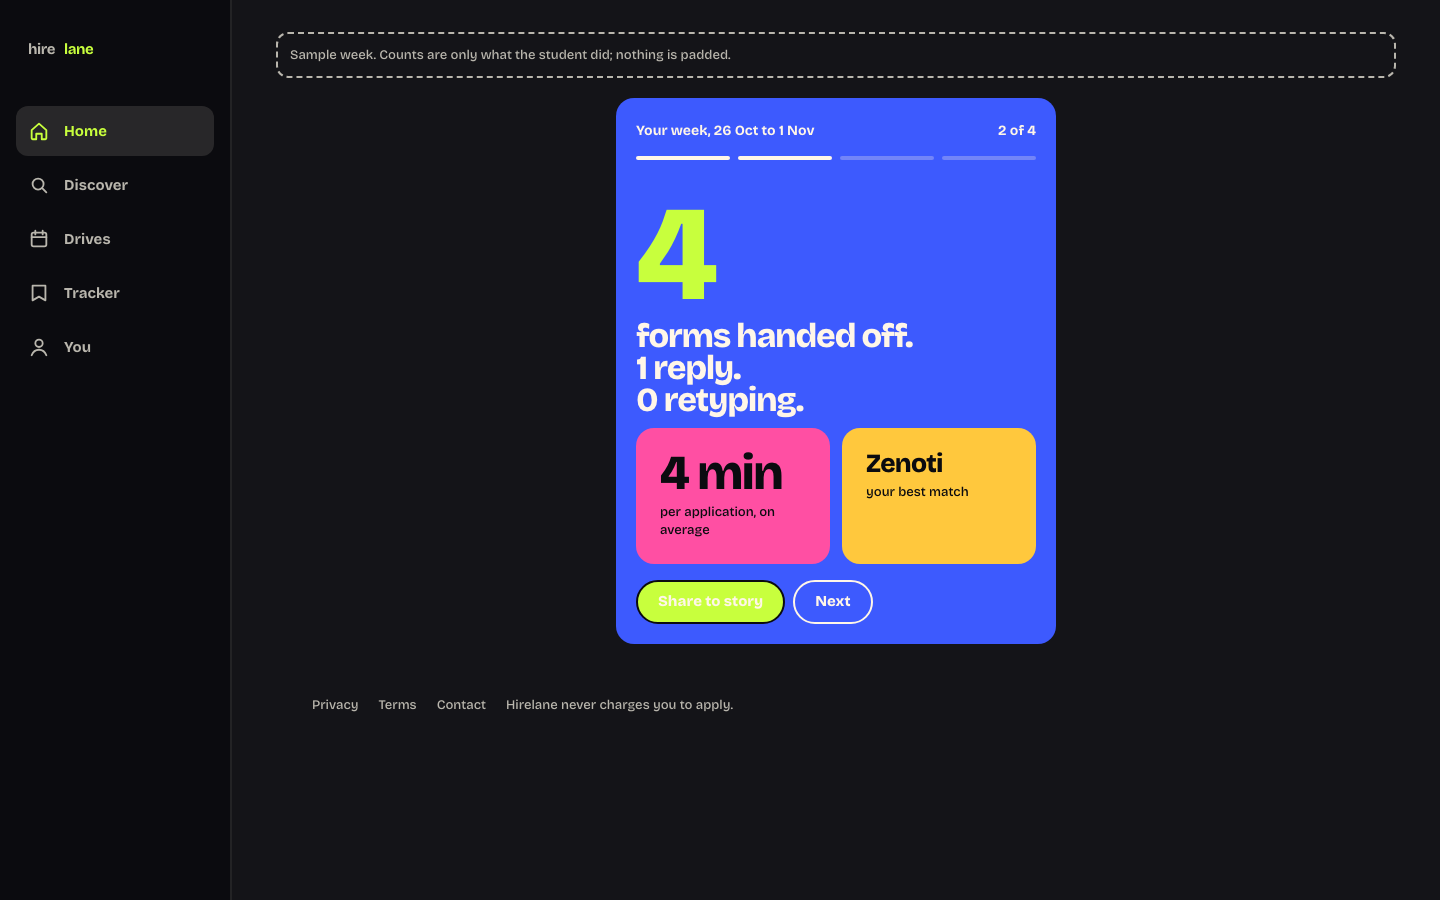 hire lane
Home
Discover
Drives
Tracker
You
Sample week. Counts are only what the student did; nothing is padded.
Your week, 26 Oct to 1 Nov
2 of 4
4
forms handed off.
1 reply.
0 retyping.
4 min
per application, on
average
Zenoti
your best match
Share to story
Next
Privacy Terms Contact Hirelane never charges you to apply.